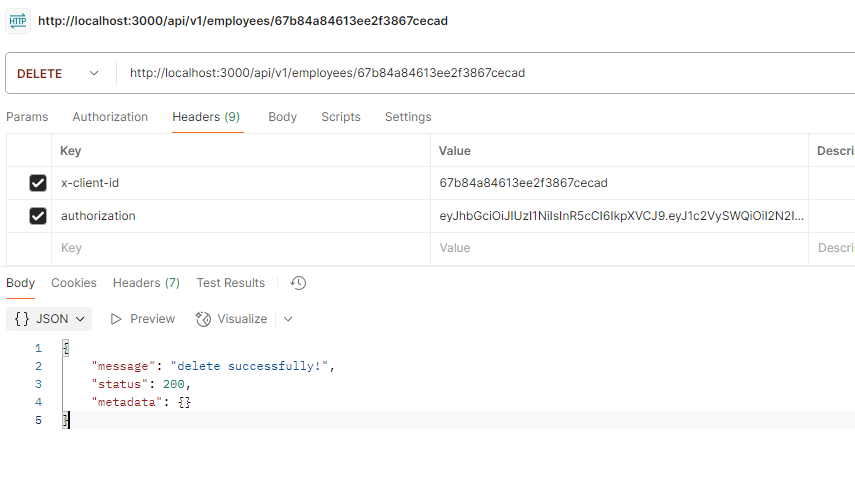 HTTP http://localhost:3000/api/v1/employees/67b84a84613ee2f3867cecad
DELETE http://localhost:3000/api/v1/employees/67b84a84613ee2f3867cecad
Params Authorization Headers (9) Body Scripts Settings
Key Value Descri
x-client-id 67b84a84613ee2f3867cecad
authorization eyJhbGciOiJIUzI1NiIsInR5cCI6IkpXVCJ9.eyJ1c2VySWQiOiI2N2I...
Key Value Descri
Body Cookies Headers (7) Test Results
{} JSON Preview Visualize
1 {
2 "message": "delete successfully!",
3 "status": 200,
4 "metadata": {}
5 }